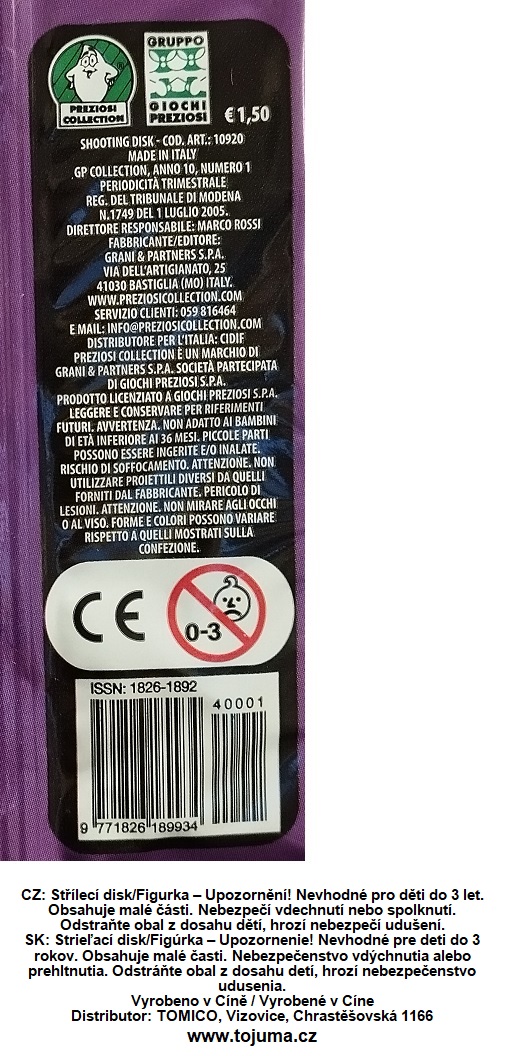 PREZIOSI
COLLECTION
GRUPPO
GIOCHI
PREZIOSI
€1,50
SHOOTING DISK - COD. ART.: 10920
MADE IN ITALY
GP COLLECTION, ANNO 10, NUMERO 1
PERIODICITÀ TRIMESTRALE
REG. DEL TRIBUNALE DI MODENA
N.1749 DEL 1 LUGLIO 2005.
DIRETTORE RESPONSABILE: MARCO ROSSI
FABBRICANTE/EDITORE:
GRANI & PARTNERS S.P.A.
VIA DELL'ARTIGIANATO, 25
41030 BASTIGLIA (MO) ITALY.
WWW.PREZIOSICOLLECTION.COM
SERVIZIO CLIENTI: 059 816464
E MAIL: INFO@PREZIOSICOLLECTION.COM
DISTRIBUTORE PER L'ITALIA: CIDIF
PREZIOSI COLLECTION È UN MARCHIO DI
GRANI & PARTNERS S.P.A. SOCIETÀ PARTECIPATA
DI GIOCHI PREZIOSI S.P.A.
PRODOTTO LICENZIATO A GIOCHI PREZIOSI S.P.A.
LEGGERE E CONSERVARE PER RIFERIMENTI
FUTURI. AVVERTENZA. NON ADATTO AI BAMBINI
DI ETÀ INFERIORE AI 36 MESI. PICCOLE PARTI
POSSONO ESSERE INGERITE E/O INALATE.
RISCHIO DI SOFFOCAMENTO. ATTENZIONE. NON
UTILIZZARE PROIETTILI DIVERSI DA QUELLI
FORNITI DAL FABBRICANTE. PERICOLO DI
LESIONI. ATTENZIONE. NON MIRARE AGLI OCCHI
O AL VISO. FORME E COLORI POSSONO VARIARE
RISPETTO A QUELLI MOSTRATI SULLA
CONFEZIONE.
CE
0-3
ISSN: 1826-1892
40001
9 771826 189934
CZ: Střílecí disk/Figurka – Upozornění! Nevhodné pro děti do 3 let.
Obsahuje malé části. Nebezpečí vdechnutí nebo spolknutí.
Odstraňte obal z dosahu dětí, hrozí nebezpečí udušení.
SK: Strieľací disk/Figúrka – Upozornenie! Nevhodné pre deti do 3
rokov. Obsahuje malé časti. Nebezpečenstvo vdýchnutia alebo
prehltnutia. Odstráňte obal z dosahu detí, hrozí nebezpečenstvo
udusenia.
Vyrobeno v Číně / Vyrobené v Číne
Distributor: TOMICO, Vizovice, Chrastěšovská 1166
www.tojuma.cz